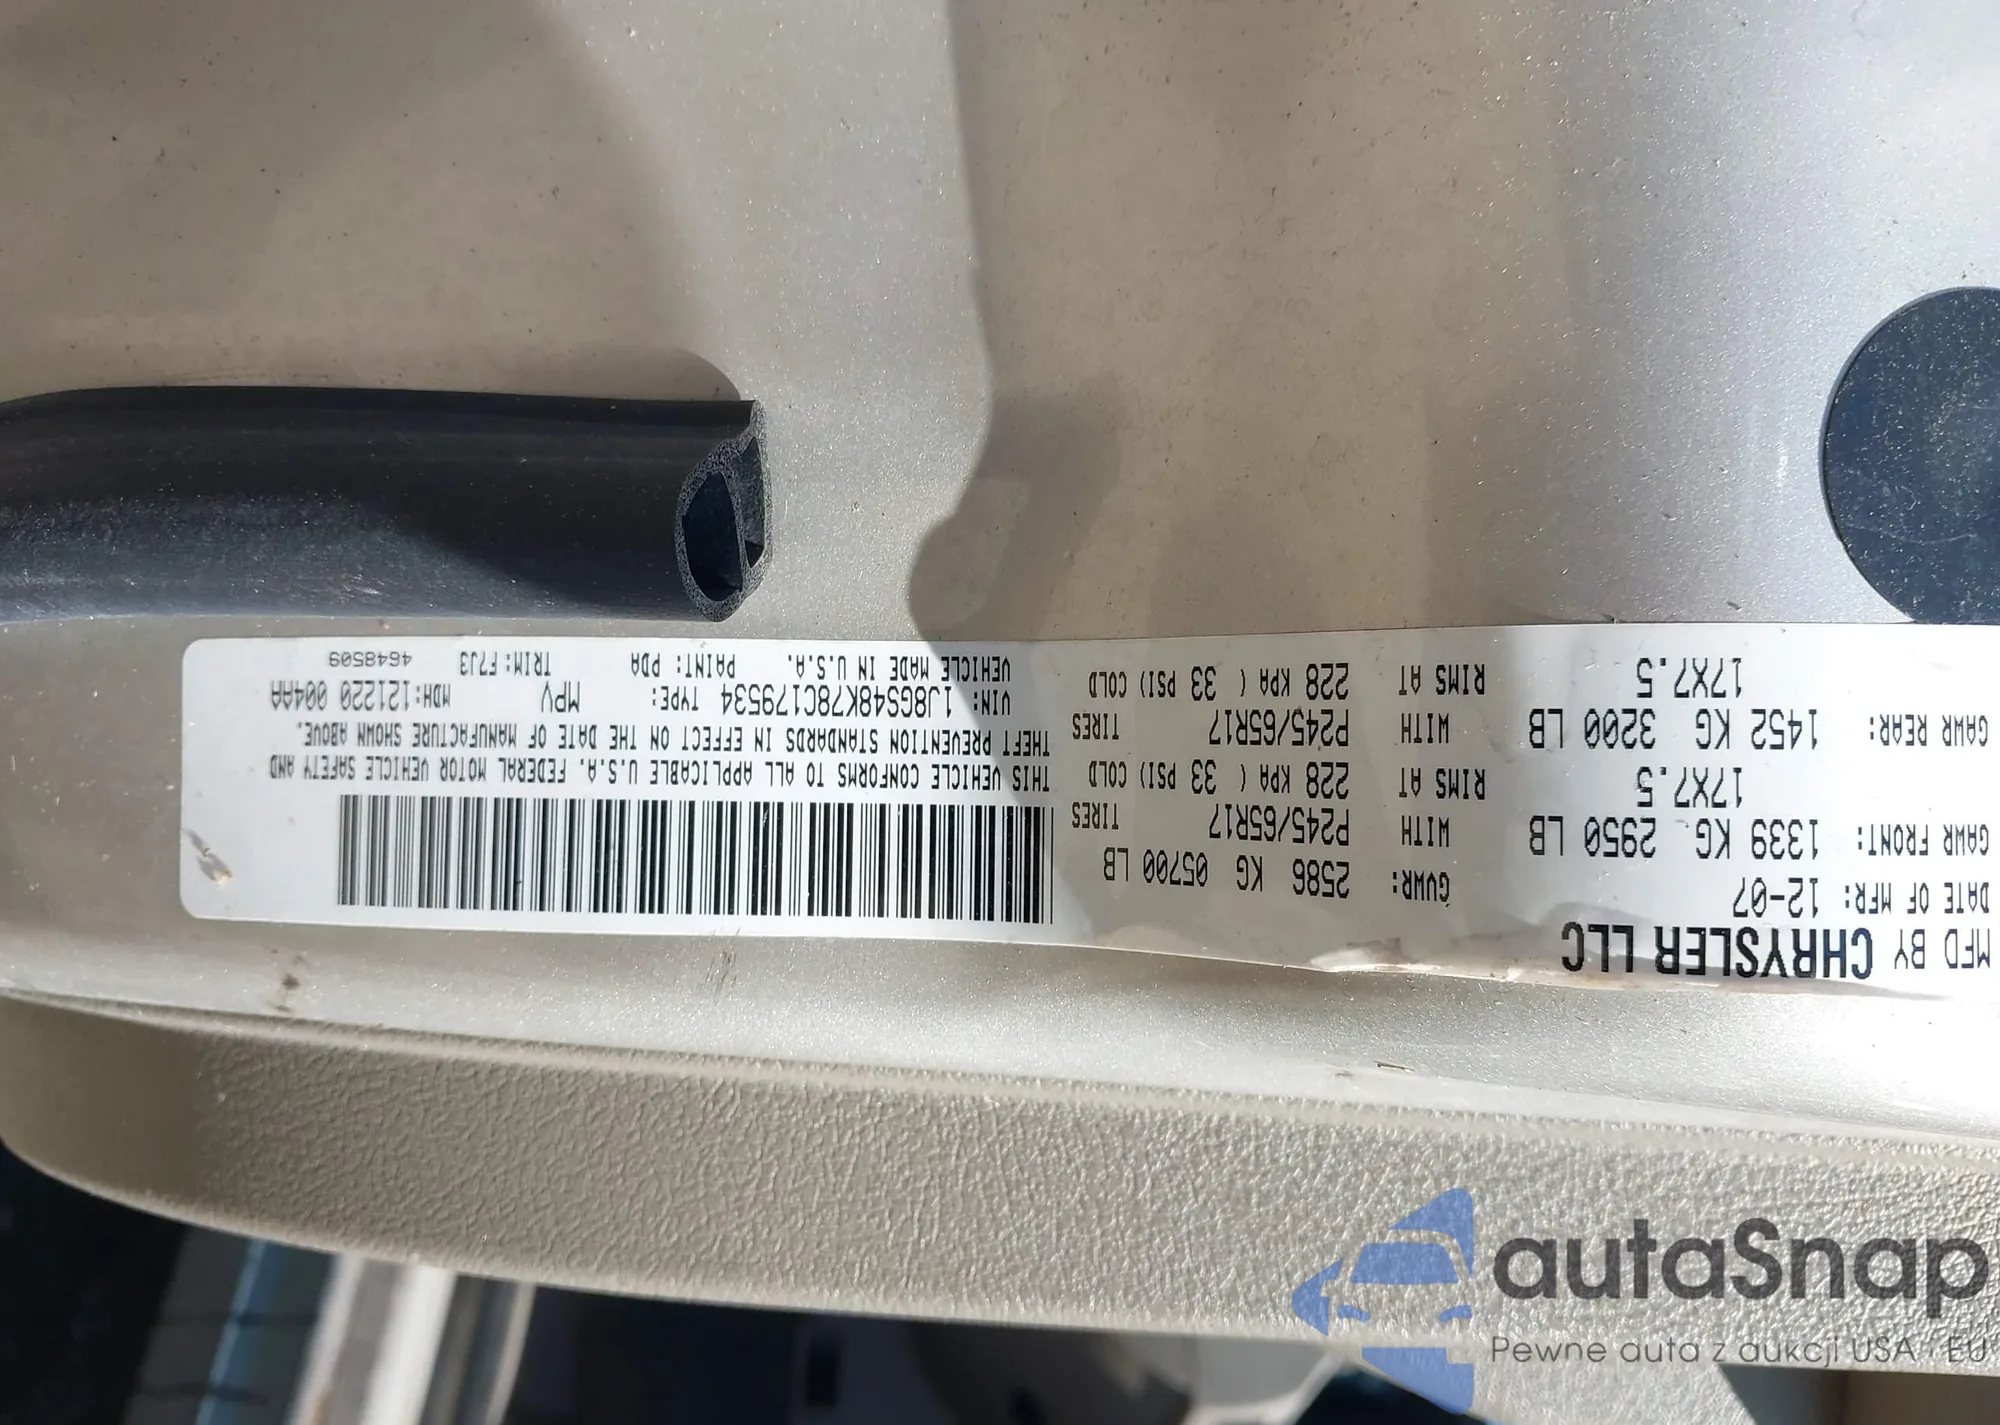 MFD BY CHRYSLER LLC
DATE OF MFR: 12-07
GVWR: 2586 KG 05700 LB
GAWR FRONT: 1339 KG 2950 LB WITH P245/65R17 TIRES
17X7.5 RIMS AT 228 KPA ( 33 PSI) COLD
GAWR REAR: 1452 KG 3200 LB WITH P245/65R17 TIRES
17X7.5 RIMS AT 228 KPA ( 33 PSI) COLD
THIS VEHICLE CONFORMS TO ALL APPLICABLE U.S.A. FEDERAL MOTOR VEHICLE SAFETY AND
THEFT PREVENTION STANDARDS IN EFFECT ON THE DATE OF MANUFACTURE SHOWN ABOVE.
VIN: 1J8GS48K78C179534 TYPE: MPV MDH:121220 004AA
VEHICLE MADE IN U.S.A. PAINT: PDA TRIM:F7J3 4648509
autaSnap
Pewne auta z aukcji USA i EU